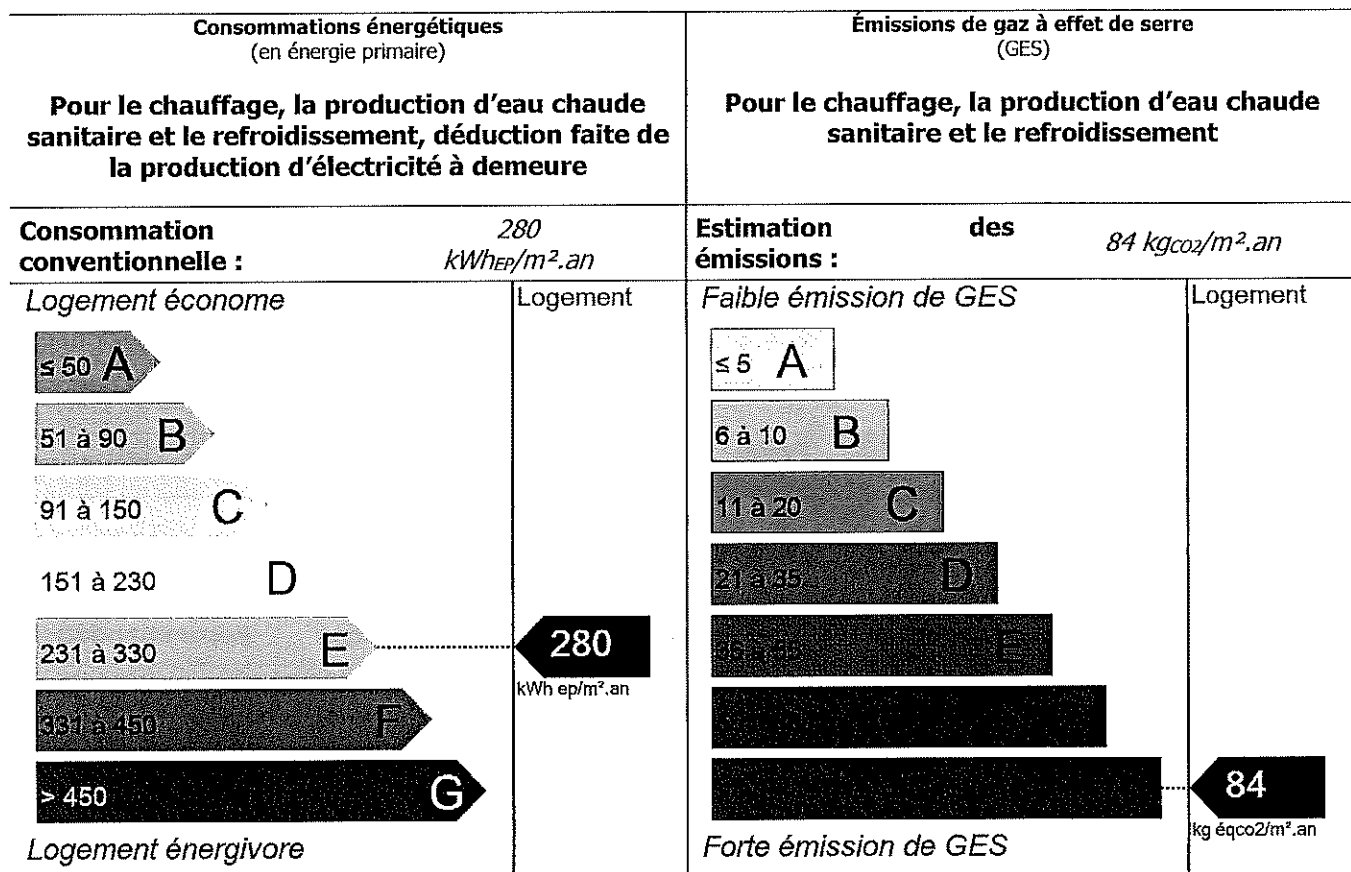 Consommations énergétiques
(en énergie primaire)
Pour le chauffage, la production d'eau chaude
sanitaire et le refroidissement, déduction faite de
la production d'électricité à demeure
Consommation
conventionnelle :
280
kWhEP/m².an
Logement économe
Logement
≤ 50 A
51 à 90 B
91 à 150 C
151 à 230 D
231 à 330 E
280
kWh ep/m².an
331 à 450 F
> 450 G
Logement énergivore
Émissions de gaz à effet de serre
(GES)
Pour le chauffage, la production d'eau chaude
sanitaire et le refroidissement
Estimation des
émissions :
84 kgCO2/m².an
Faible émission de GES
Logement
≤ 5 A
6 à 10 B
11 à 20 C
21 à 35 D
E
84
kg éqco2/m².an
Forte émission de GES